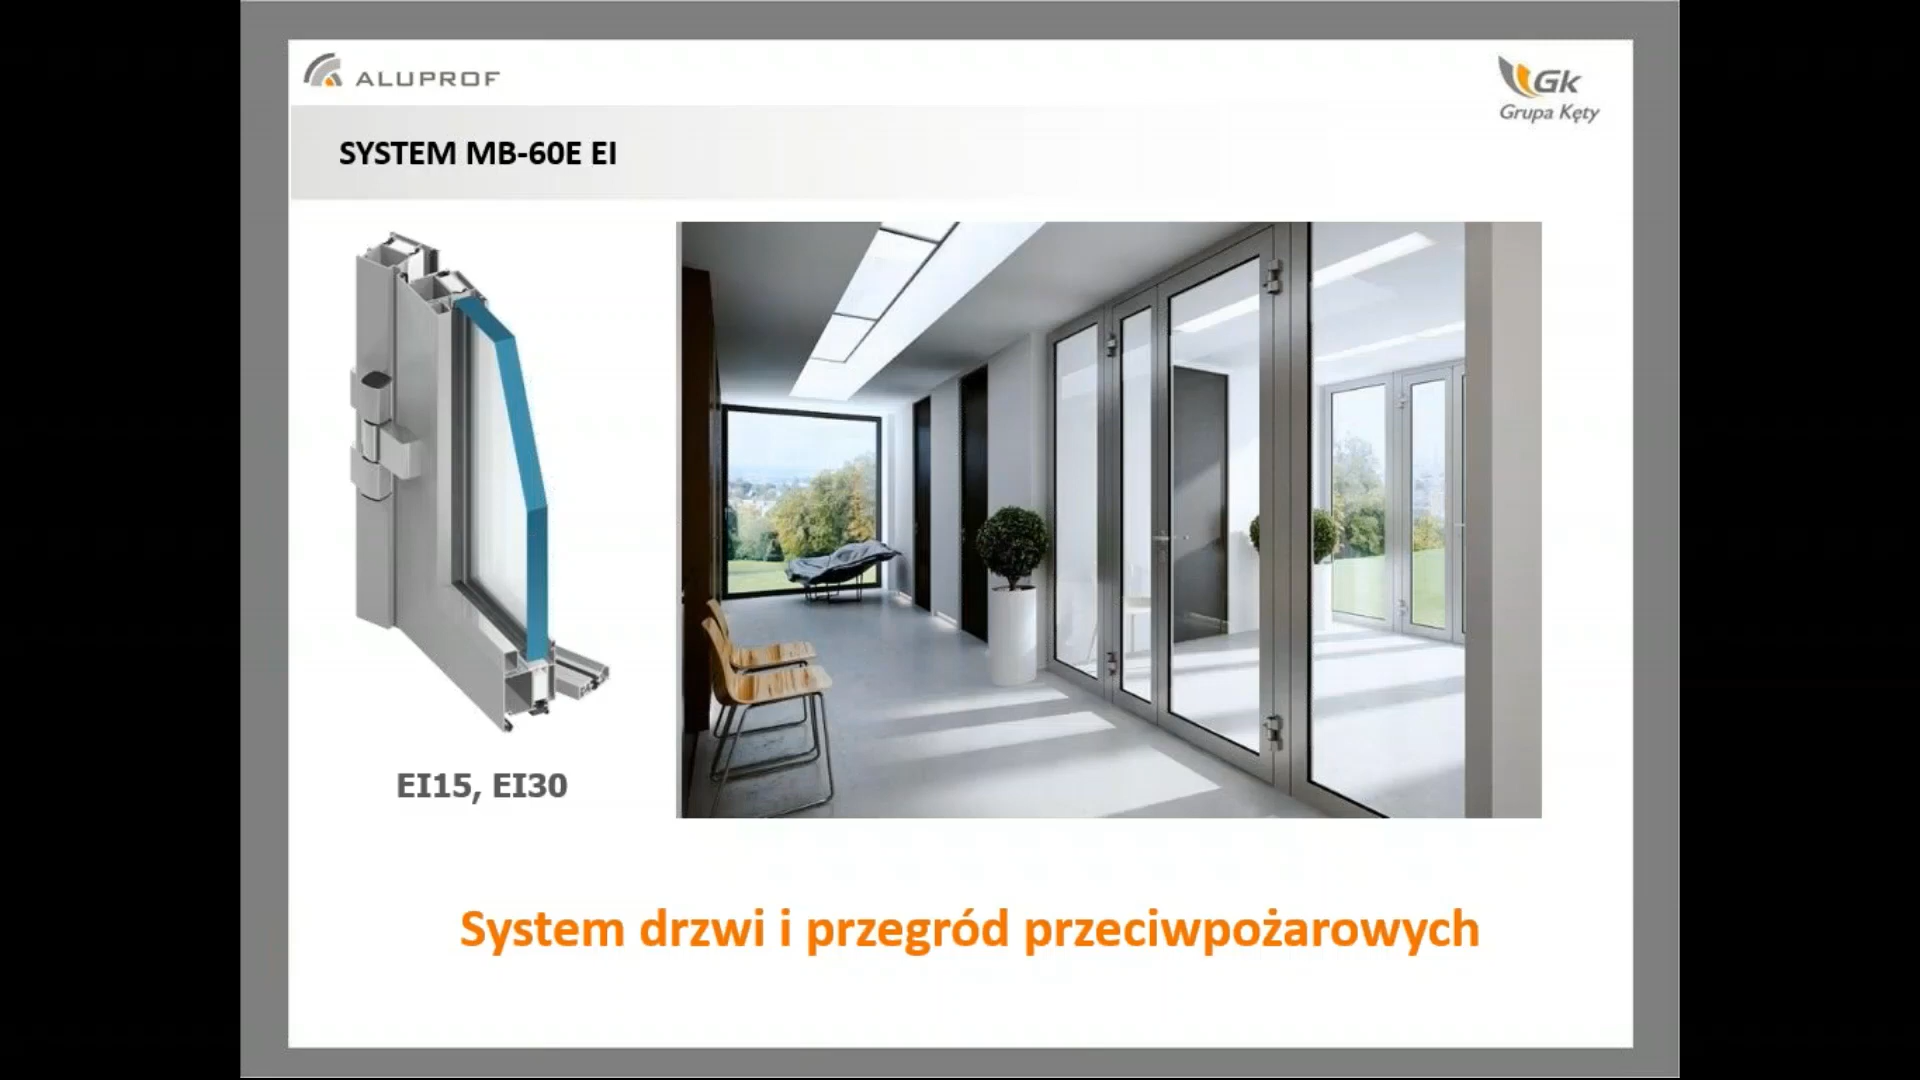 ALUPROF
Gk
Grupa Kęty
SYSTEM MB-60E EI
EI15, EI30
System drzwi i przegród przeciwpożarowych